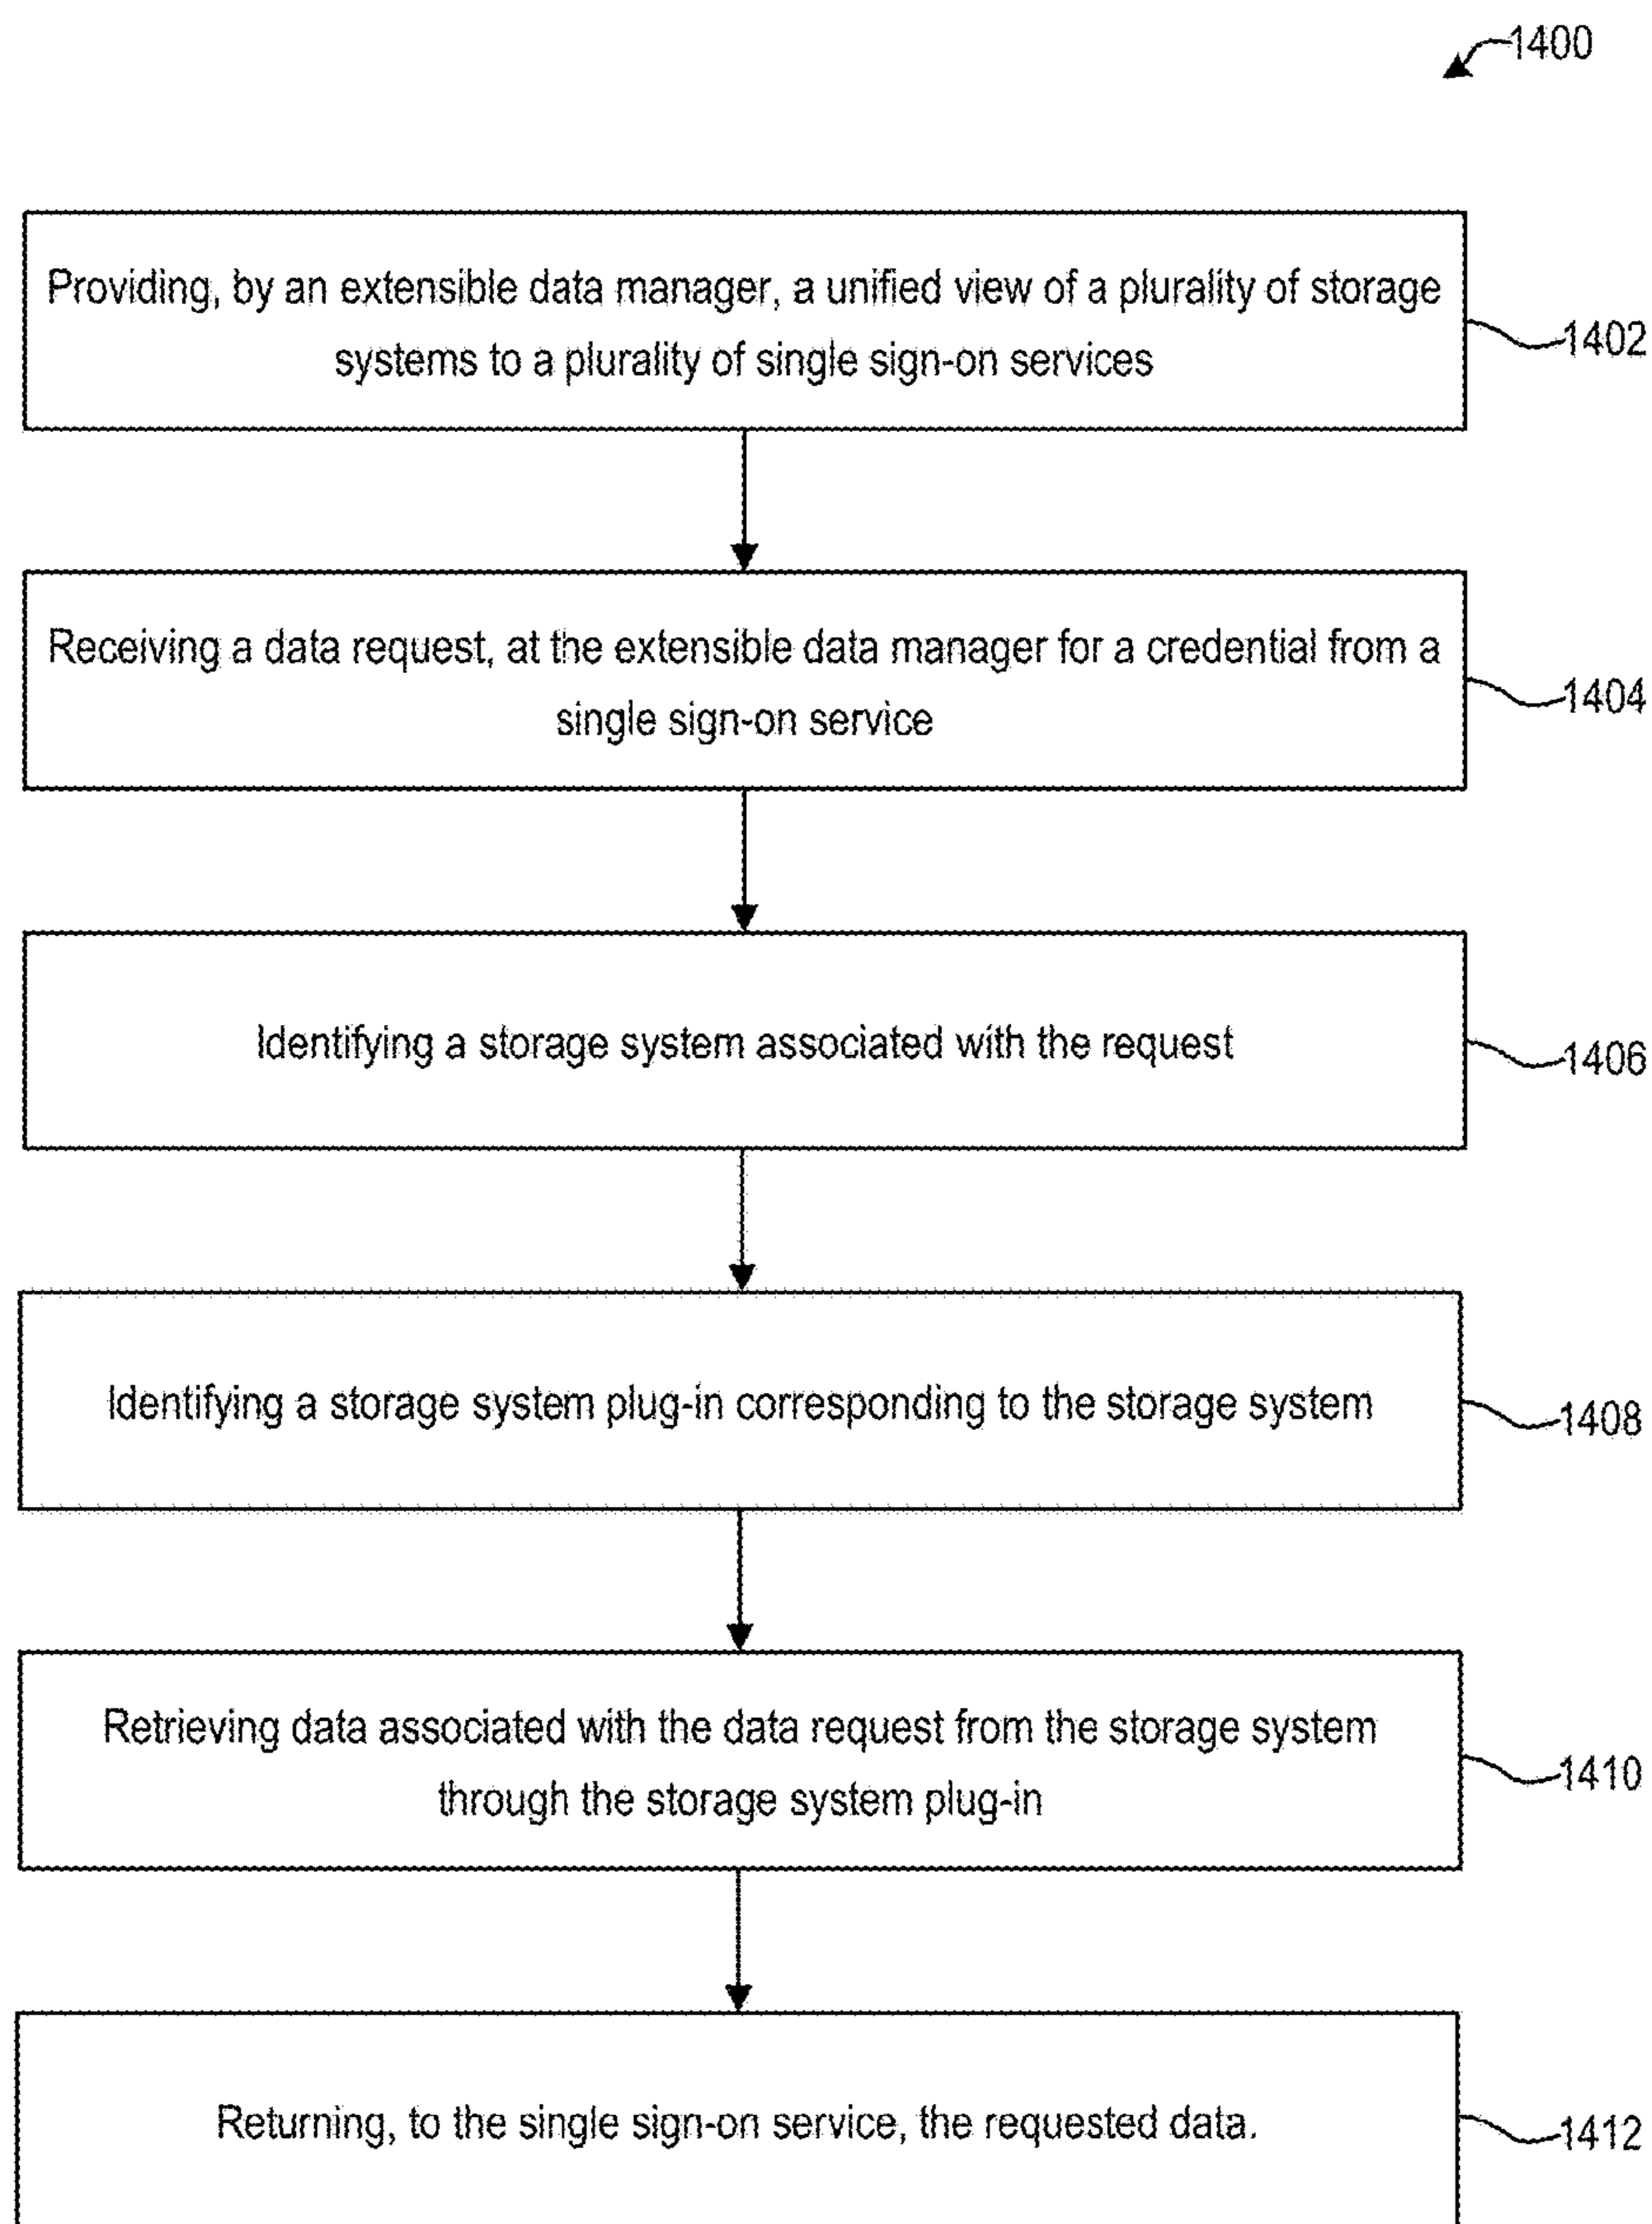 1400
Providing, by an extensible data manager, a unified view of a plurality of storage
systems to a plurality of single sign-on services
1402
Receiving a data request, at the extensible data manager for a credential from a
single sign-on service
1404
Identifying a storage system associated with the request
1406
Identifying a storage system plug-in corresponding to the storage system
1408
Retrieving data associated with the data request from the storage system
through the storage system plug-in
1410
Returning, to the single sign-on service, the requested data.
1412